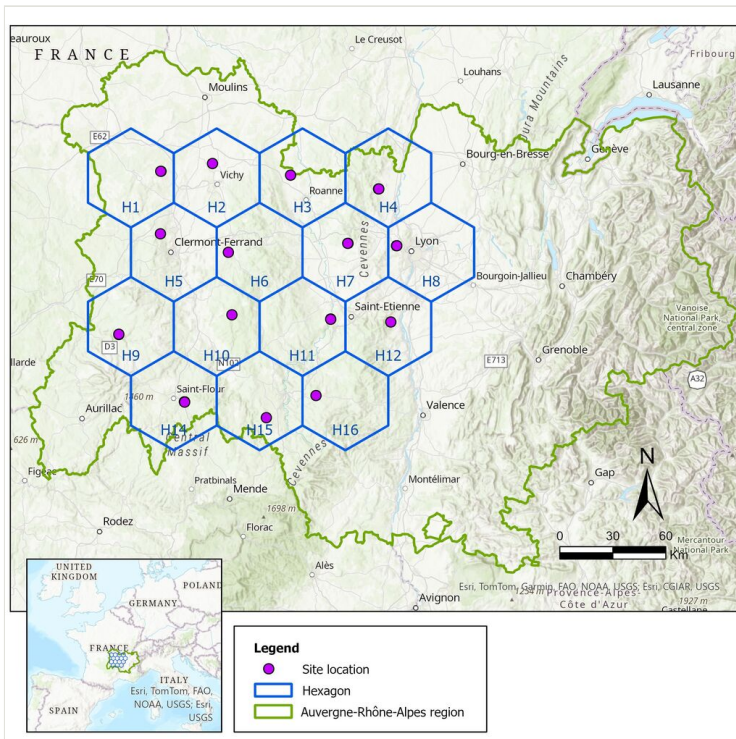 eauroux
FRANCE
Le Creusot
Fribourg
Moulins
Louhans
Lausanne
Jura Mountains
E62
Bourg-en-Bresse
Genève
Vichy
Roanne
H1
H2
H3
H4
Clermont-Ferrand
Cevennes
Lyon
E70
H5
H6
H7
H8
Bourgoin-Jallieu
Chambéry
Vanoise
National Park,
central zone
Saint-Etienne
llarde
D3
H9
H10
H11
H12
N102
E713
Grenoble
A32
Saint-Flour
1460 m
Aurillac
Valence
H14
H15
H16
626 m
Central
Massif
Cevennes
Figeac
Pratbinals
Mende
Montélimar
Gap
N
1698 m
Rodez
Florac
0 30 60
Km
Mercantour
National Park
Alès
Esri, TomTom, Garmin, FAO, NOAA, USGS; Esri, CGIAR, USGS
1234 m
Provence-Alpes-
Côte d'Azur
1927 m
Castellane
Avignon
UNITED
KINGDOM
POLAND
GERMANY
FRANCE
ITALY
SPAIN
Esri, TomTom, FAO,
NOAA, USGS; Esri,
USGS
Legend
Site location
Hexagon
Auvergne-Rhône-Alpes region